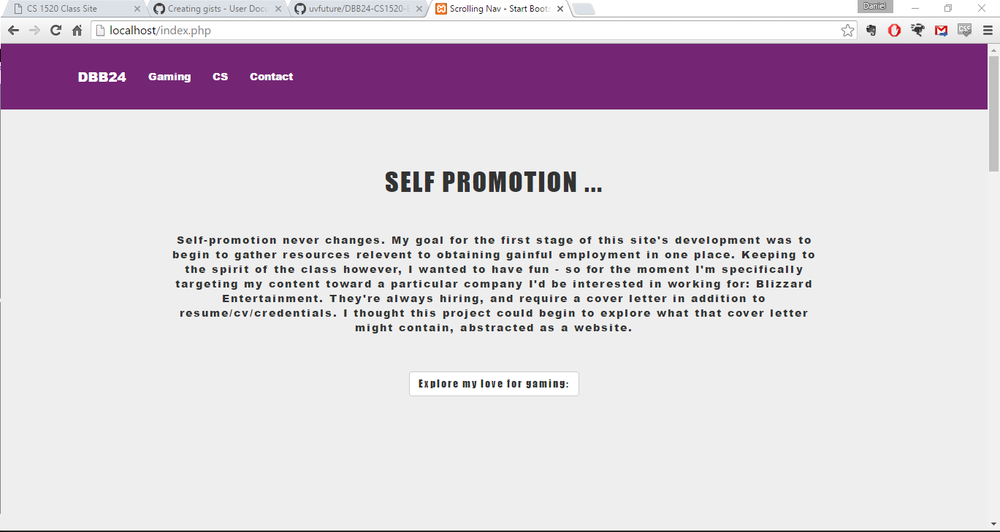 CS 1520 Class Site
Creating gists - User Docu
uvfuture/DBB24-CS1520-
Scrolling Nav - Start Boots
Daniel
localhost/index.php
CSS
DBB24 Gaming CS Contact
SELF PROMOTION ...
Self-promotion never changes. My goal for the first stage of this site's development was to
begin to gather resources relevent to obtaining gainful employment in one place. Keeping to
the spirit of the class however, I wanted to have fun - so for the moment I'm specifically
targeting my content toward a particular company I'd be interested in working for: Blizzard
Entertainment. They're always hiring, and require a cover letter in addition to
resume/cv/credentials. I thought this project could begin to explore what that cover letter
might contain, abstracted as a website.
Explore my love for gaming: